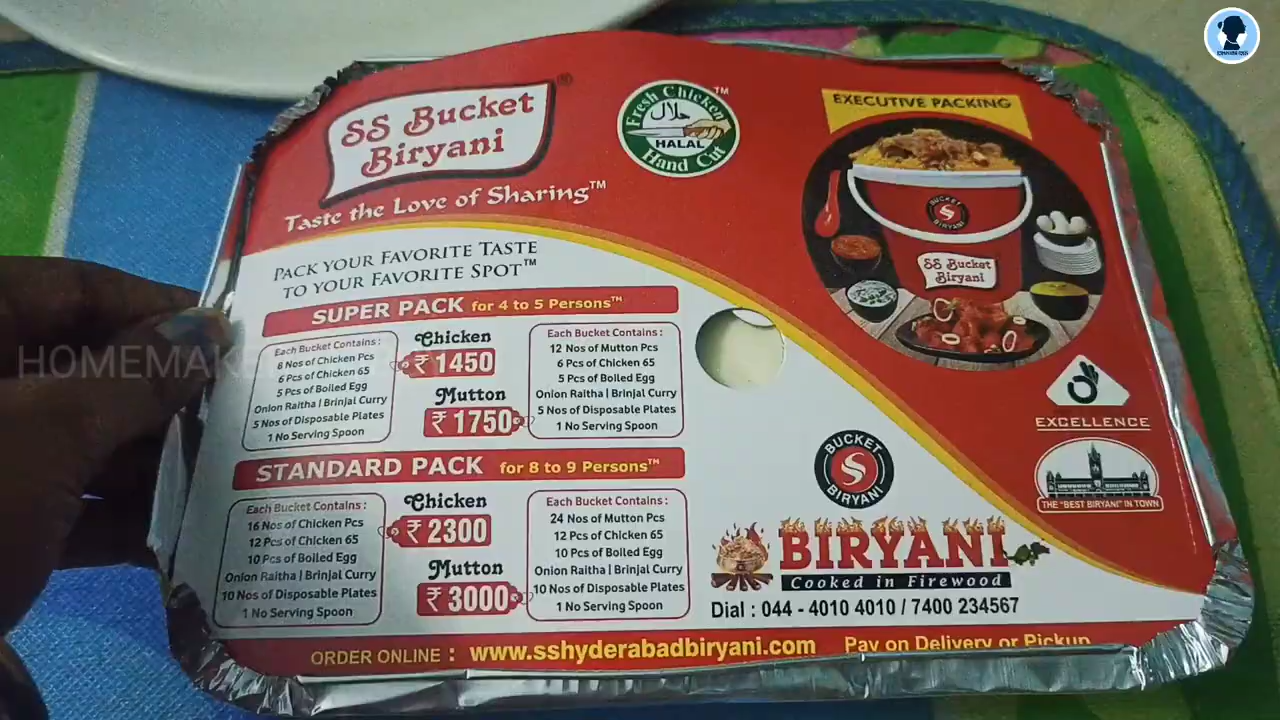 SS Bucket
Biryani
®
Taste the Love of Sharing™
Fresh Chicken
حلال
HALAL
Hand Cut
TM
EXECUTIVE PACKING
BUCKET
S
BIRYANI
SS Bucket
Biryani
PACK YOUR FAVORITE TASTE
TO YOUR FAVORITE SPOT™
SUPER PACK for 4 to 5 Persons™
Each Bucket Contains :
8 Nos of Chicken Pcs
6 Pcs of Chicken 65
5 Pcs of Boiled Egg
Onion Raitha | Brinjal Curry
5 Nos of Disposable Plates
1 No Serving Spoon
Chicken
₹ 1450
Mutton
₹ 1750
Each Bucket Contains :
12 Nos of Mutton Pcs
6 Pcs of Chicken 65
5 Pcs of Boiled Egg
Onion Raitha | Brinjal Curry
5 Nos of Disposable Plates
1 No Serving Spoon
STANDARD PACK for 8 to 9 Persons™
Each Bucket Contains :
16 Nos of Chicken Pcs
12 Pcs of Chicken 65
10 Pcs of Boiled Egg
Onion Raitha | Brinjal Curry
10 Nos of Disposable Plates
1 No Serving Spoon
Chicken
₹ 2300
Mutton
₹ 3000
Each Bucket Contains :
24 Nos of Mutton Pcs
12 Pcs of Chicken 65
10 Pcs of Boiled Egg
Onion Raitha | Brinjal Curry
10 Nos of Disposable Plates
1 No Serving Spoon
EXCELLENCE
THE "BEST BIRYANI" IN TOWN
BUCKET
S
BIRYANI
BIRYANI
Cooked in Firewood
Dial : 044 - 4010 4010 / 7400 234567
ORDER ONLINE : www.sshyderabadbiryani.com Pay on Delivery or Pickup
HOMEMAKE